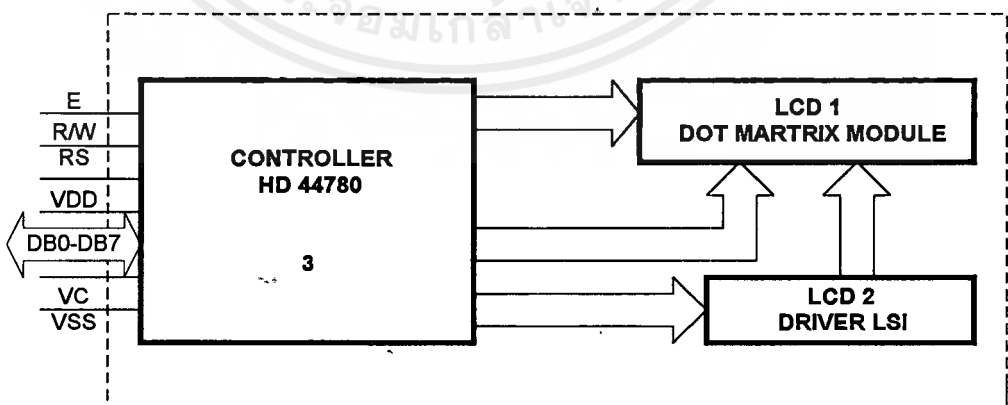 E
R/W
RS
VDD
DB0-DB7
VC
VSS
CONTROLLER
HD 44780
3
LCD 1
DOT MARTRIX MODULE
LCD 2
DRIVER LSI